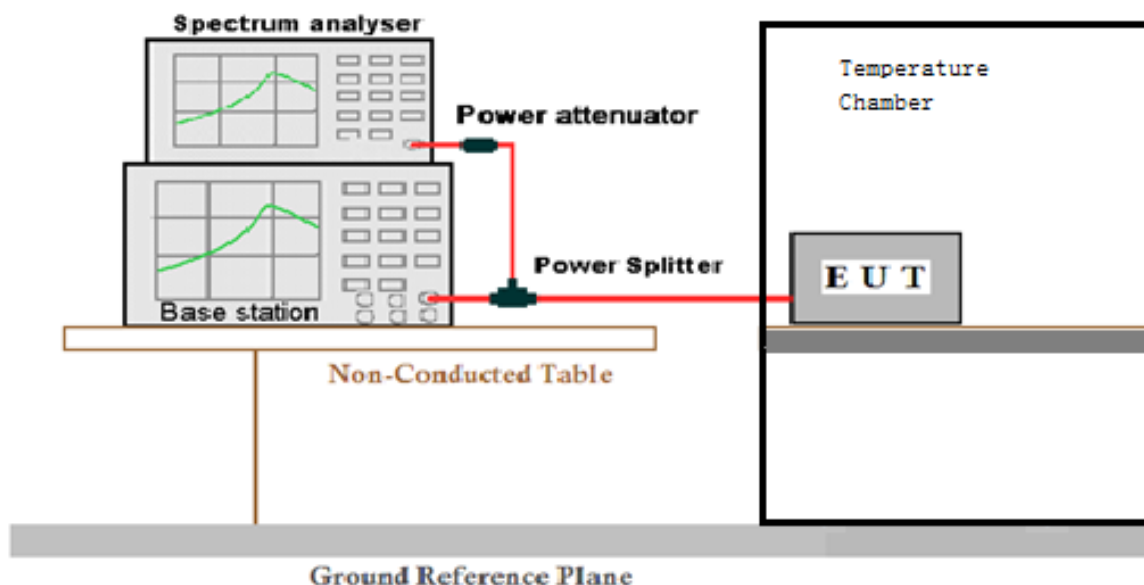 Spectrum analyser
Temperature
Chamber
Power attenuator
Power Splitter
E U T
Base station
Non-Conducted Table
Ground Reference Plane